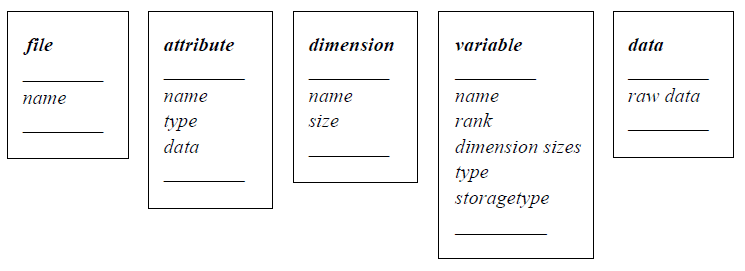 file
name
attribute
name
type
data
dimension
name
size
variable
name
rank
dimension sizes
type
storagetype
data
raw data